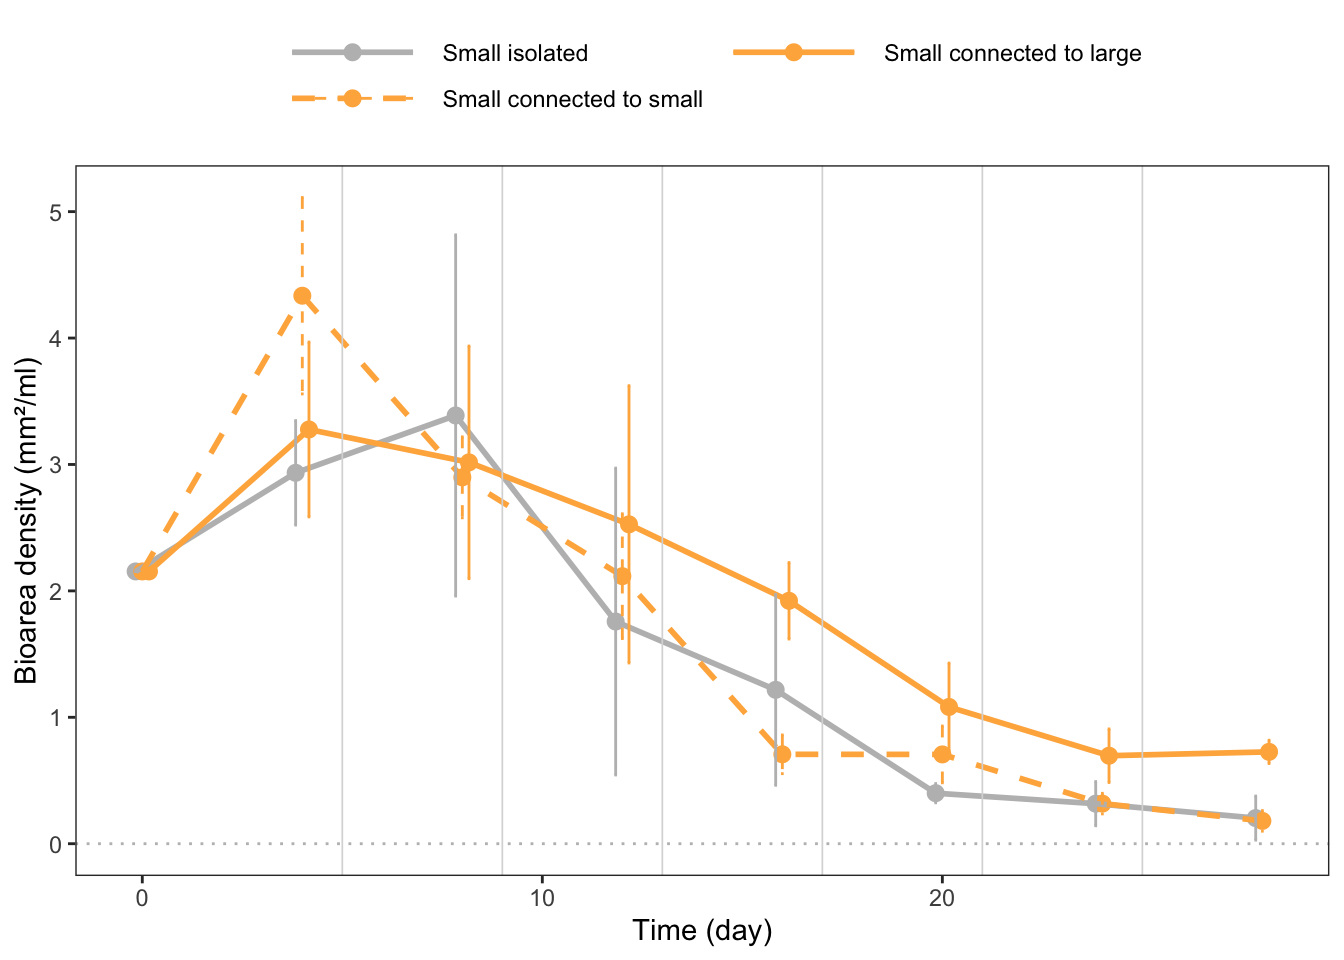 Small isolated
Small connected to large
Small connected to small
Bioarea density (mm²/ml)
5
4
3
2
1
0
0
10
20
Time (day)